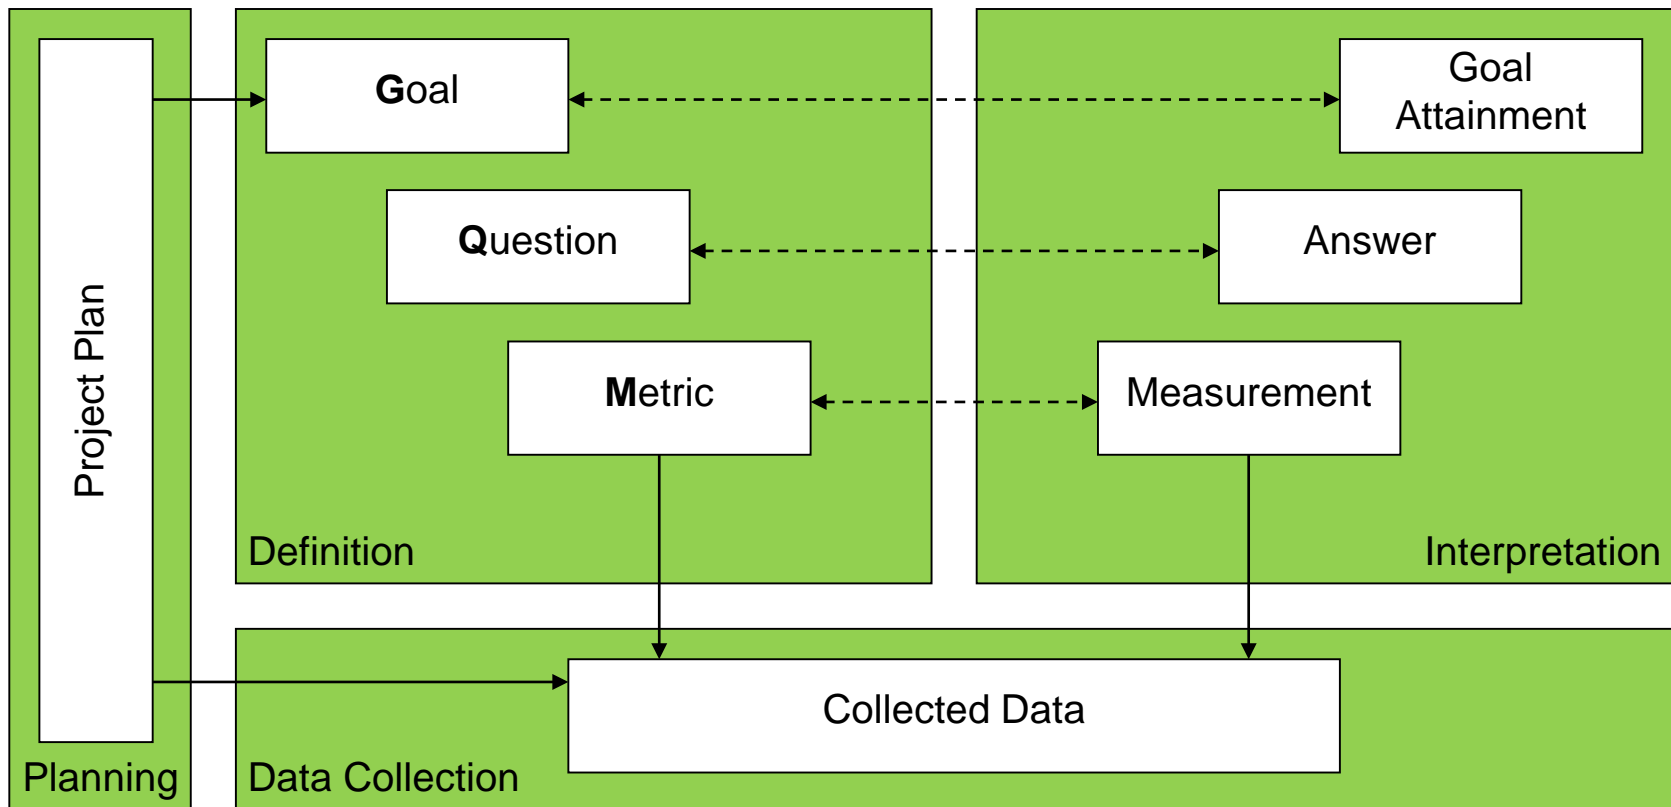 Project Plan
Planning
Goal
Question
Metric
Definition
Goal
Attainment
Answer
Measurement
Interpretation
Collected Data
Data Collection